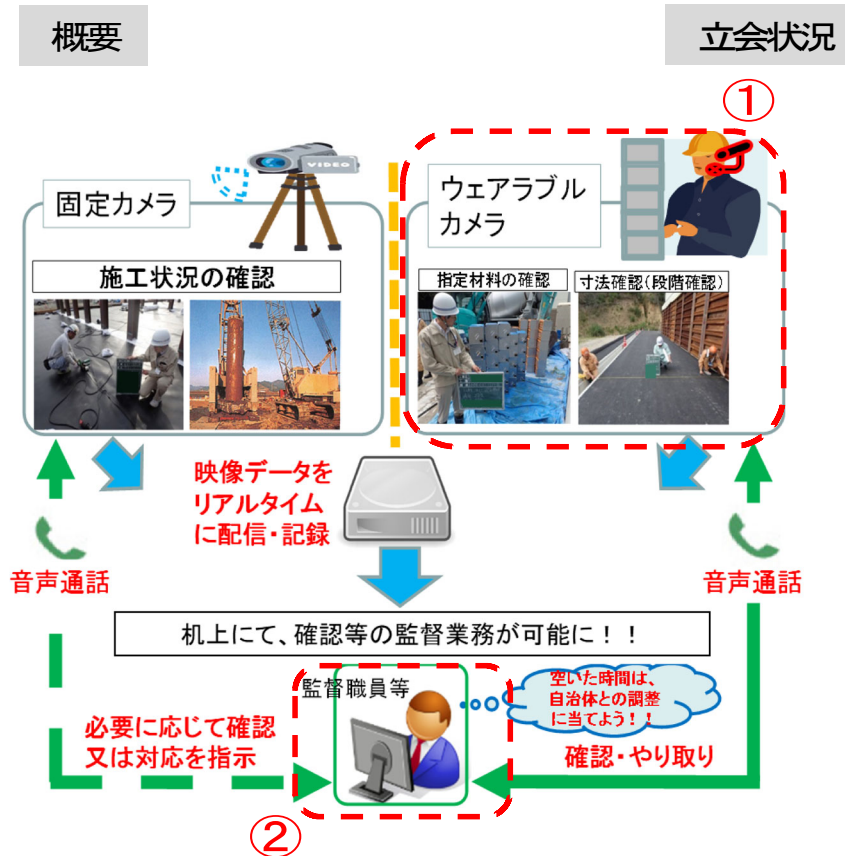 概要
立会状況
①
VIDEO
固定カメラ
ウェアラブル
カメラ
施工状況の確認
指定材料の確認
寸法確認(段階確認)
映像データを
リアルタイム
に配信・記録
音声通話
音声通話
机上にて、確認等の監督業務が可能に!!
監督職員等
空いた時間は、
自治体との調整
に当てよう!!
必要に応じて確認
又は対応を指示
確認・やり取り
②